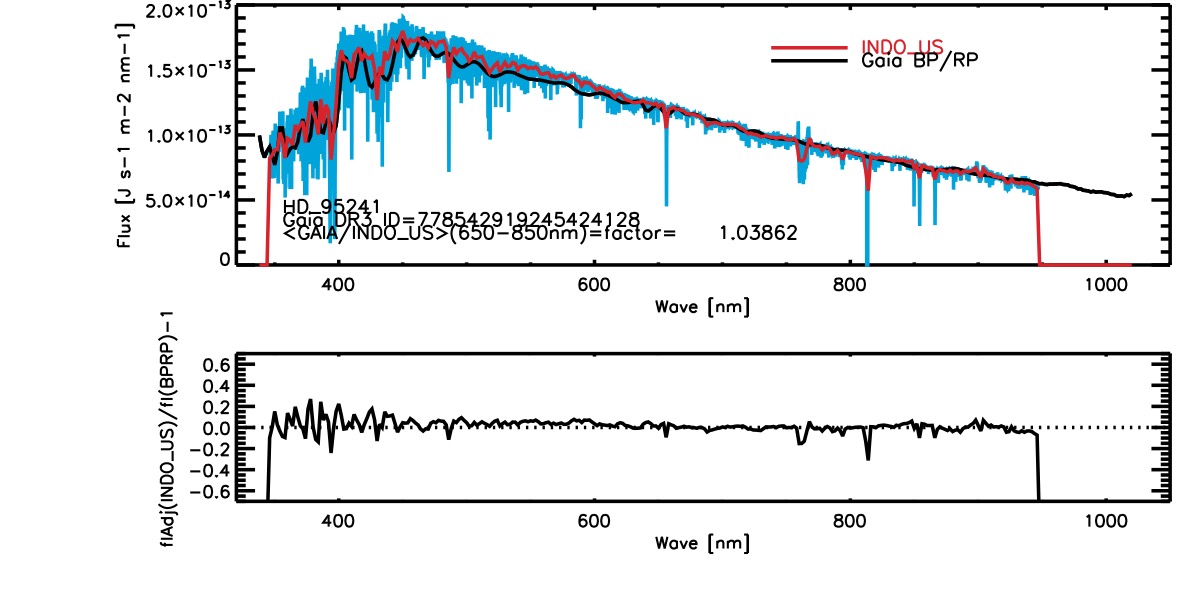 2.0×10⁻¹³
1.5×10⁻¹³
1.0×10⁻¹³
5.0×10⁻¹⁴
0
Flux [J s−1 m−2 nm−1]
INDO_US
Gaia BP/RP
HD_95241
Gaia DR3 ID=778542919245424128
<GAIA/INDO_US>(650−850nm)=factor= 1.03862
400 600 800 1000
Wave [nm]
0.6
0.4
0.2
0.0
−0.2
−0.4
−0.6
flAdj(INDO_US)/fl(BPRP)−1
400 600 800 1000
Wave [nm]